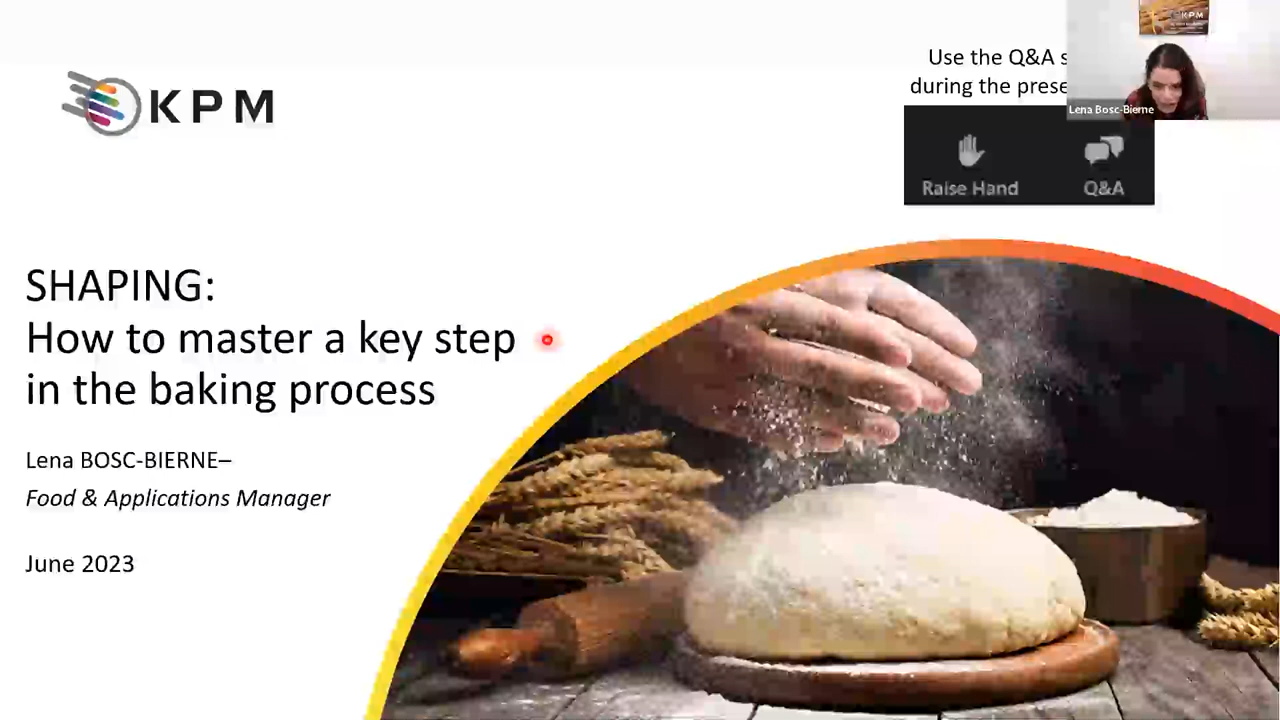 KPM
Use the Q&A
during the
KPM
Lena Bosc-Bierne
Raise Hand
Q&A
SHAPING:
How to master a key step
in the baking process
Lena BOSC-BIERNE–
Food & Applications Manager
June 2023